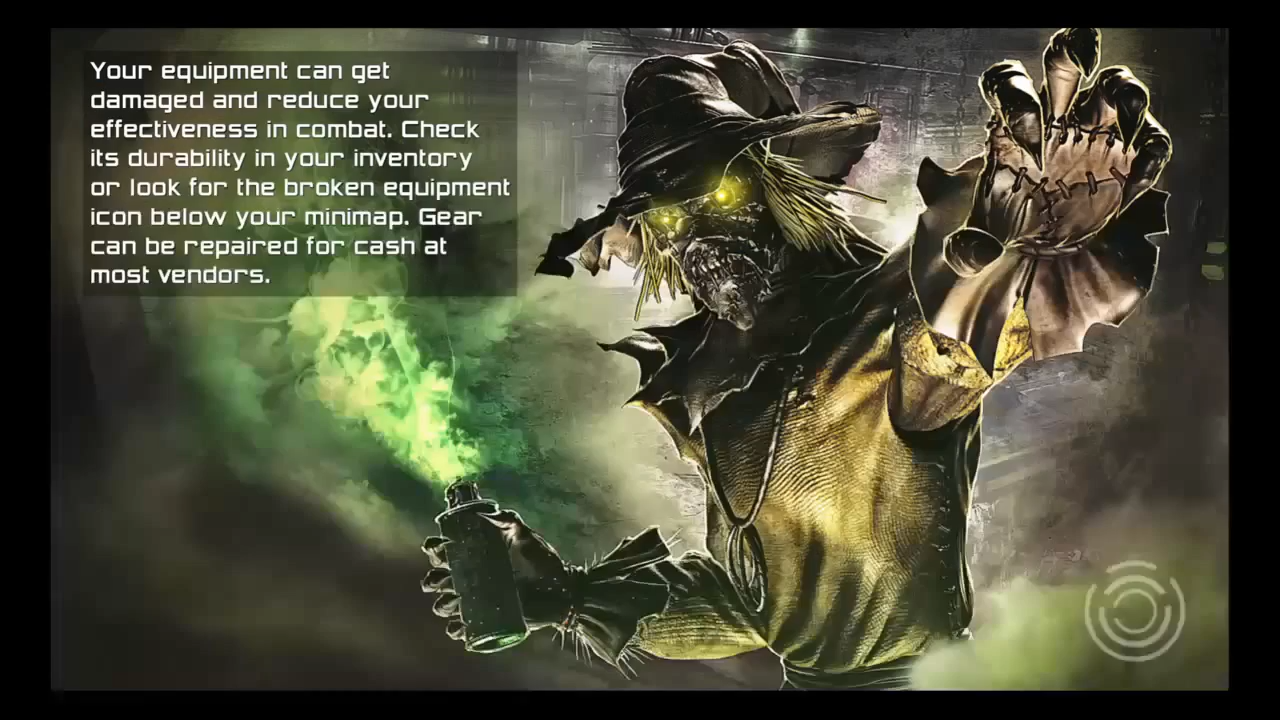 Your equipment can get
damaged and reduce your
effectiveness in combat. Check
its durability in your inventory
or look for the broken equipment
icon below your minimap. Gear
can be repaired for cash at
most vendors.